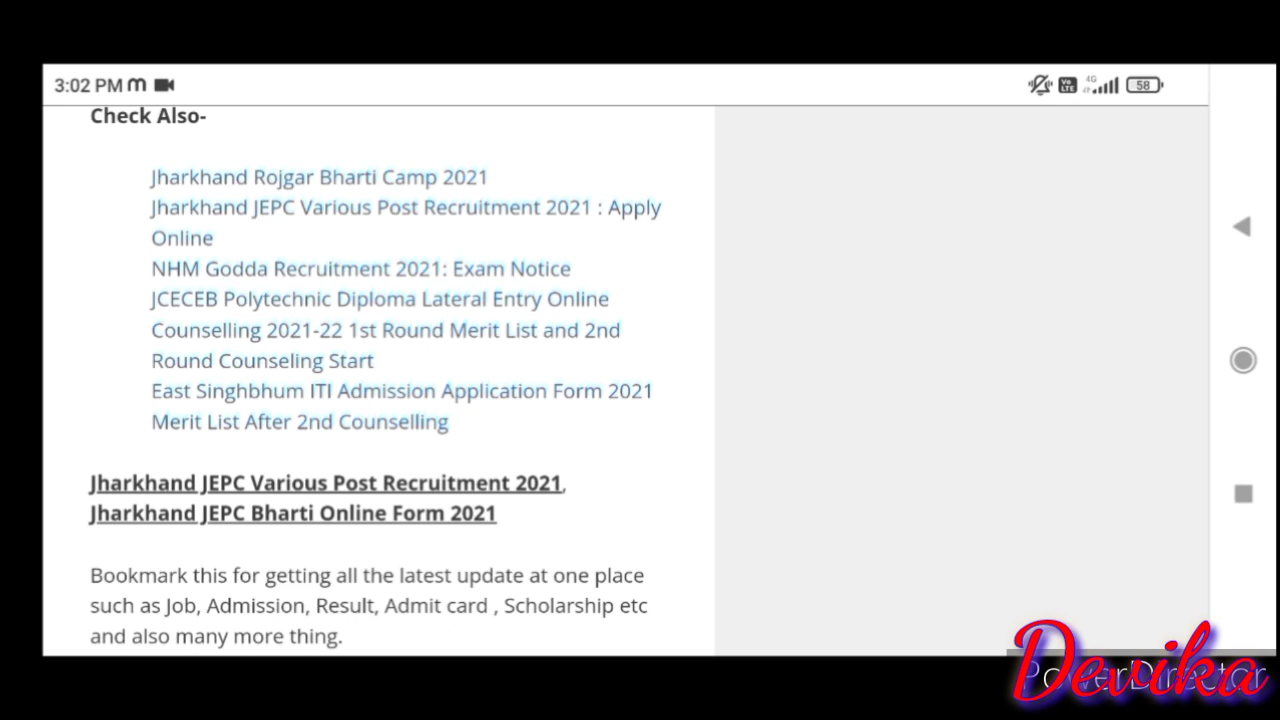 3:02 PM m
4G
Vo
LTE
58
Check Also-
Jharkhand Rojgar Bharti Camp 2021
Jharkhand JEPC Various Post Recruitment 2021 : Apply
Online
NHM Godda Recruitment 2021: Exam Notice
JCECEB Polytechnic Diploma Lateral Entry Online
Counselling 2021-22 1st Round Merit List and 2nd
Round Counseling Start
East Singhbhum ITI Admission Application Form 2021
Merit List After 2nd Counselling
Jharkhand JEPC Various Post Recruitment 2021,
Jharkhand JEPC Bharti Online Form 2021
Bookmark this for getting all the latest update at one place
such as Job, Admission, Result, Admit card , Scholarship etc
and also many more thing.
Devika
PowerDirector